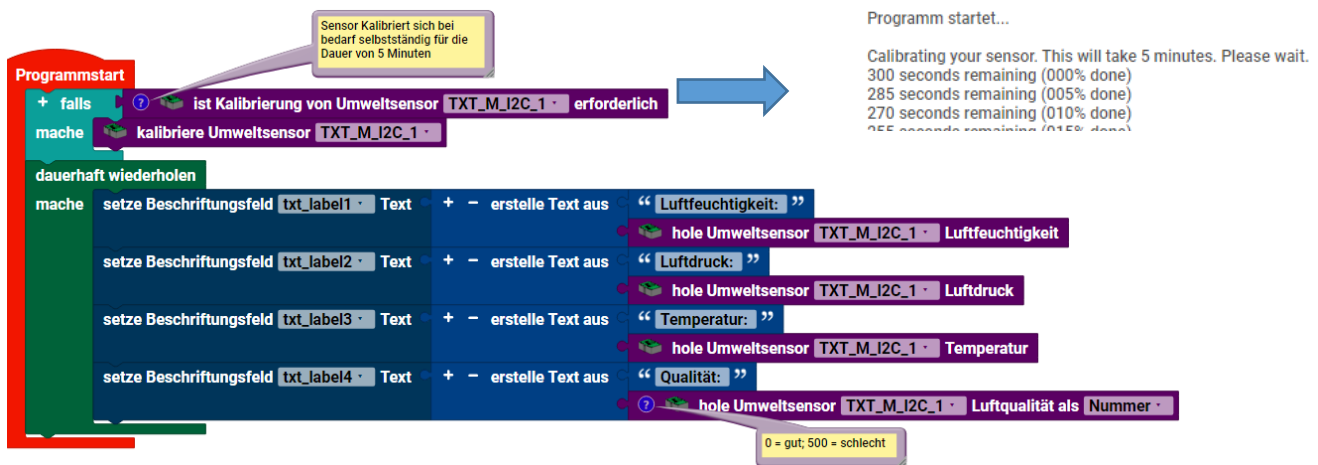 Sensor Kalibriert sich bei
bedarf selbstständig für die
Dauer von 5 Minuten
Programm startet...
Calibrating your sensor. This will take 5 minutes. Please wait.
300 seconds remaining (000% done)
285 seconds remaining (005% done)
270 seconds remaining (010% done)
255 seconds remaining (015% done)
Programmstart
+ falls ? ist Kalibrierung von Umweltsensor TXT_M_I2C_1 erforderlich
mache kalibriere Umweltsensor TXT_M_I2C_1
dauerhaft wiederholen
mache setze Beschriftungsfeld txt_label1 Text + − erstelle Text aus “ Luftfeuchtigkeit: ”
hole Umweltsensor TXT_M_I2C_1 Luftfeuchtigkeit
setze Beschriftungsfeld txt_label2 Text + − erstelle Text aus “ Luftdruck: ”
hole Umweltsensor TXT_M_I2C_1 Luftdruck
setze Beschriftungsfeld txt_label3 Text + − erstelle Text aus “ Temperatur: ”
hole Umweltsensor TXT_M_I2C_1 Temperatur
setze Beschriftungsfeld txt_label4 Text + − erstelle Text aus “ Qualität: ”
? hole Umweltsensor TXT_M_I2C_1 Luftqualität als Nummer
0 = gut; 500 = schlecht